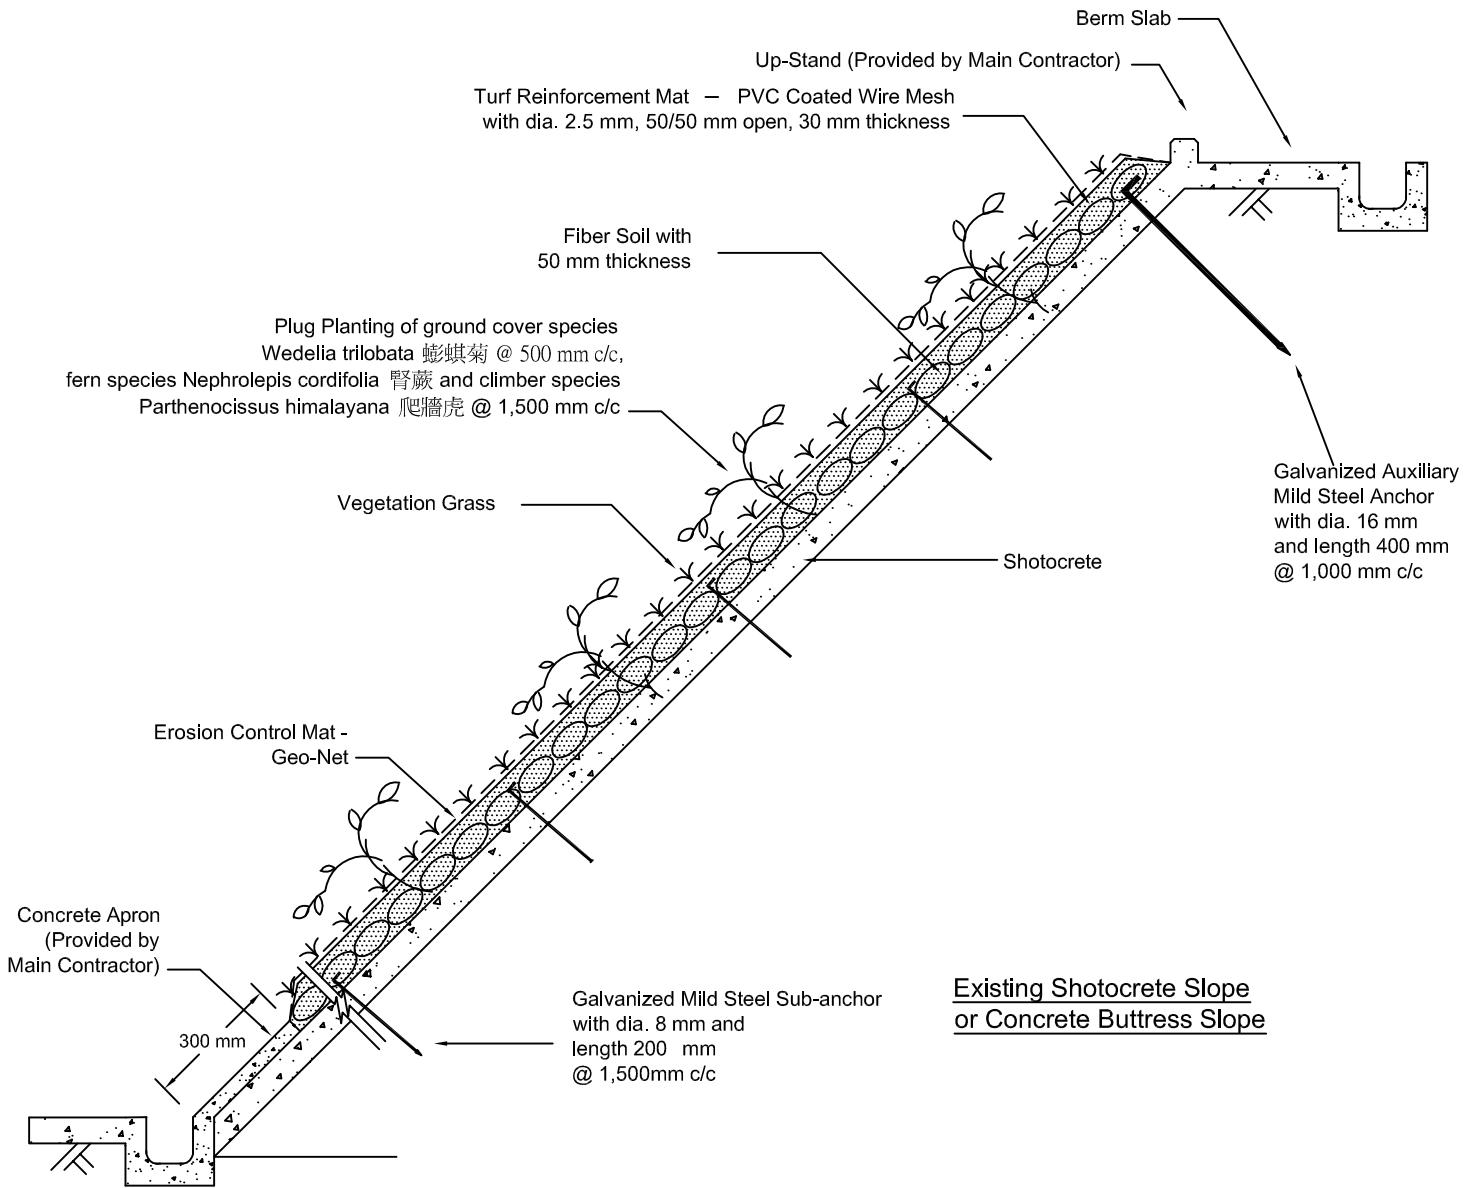 Berm Slab
Up-Stand (Provided by Main Contractor)
Turf Reinforcement Mat – PVC Coated Wire Mesh
with dia. 2.5 mm, 50/50 mm open, 30 mm thickness
Fiber Soil with
50 mm thickness
Plug Planting of ground cover species
Wedelia trilobata 蟛蜞菊 @ 500 mm c/c,
fern species Nephrolepis cordifolia 腎蕨 and climber species
Parthenocissus himalayana 爬牆虎 @ 1,500 mm c/c
Galvanized Auxiliary
Mild Steel Anchor
with dia. 16 mm
and length 400 mm
@ 1,000 mm c/c
Vegetation Grass
Shotocrete
Erosion Control Mat -
Geo-Net
Concrete Apron
(Provided by
Main Contractor)
300 mm
Galvanized Mild Steel Sub-anchor
with dia. 8 mm and
length 200 mm
@ 1,500mm c/c
Existing Shotocrete Slope
or Concrete Buttress Slope